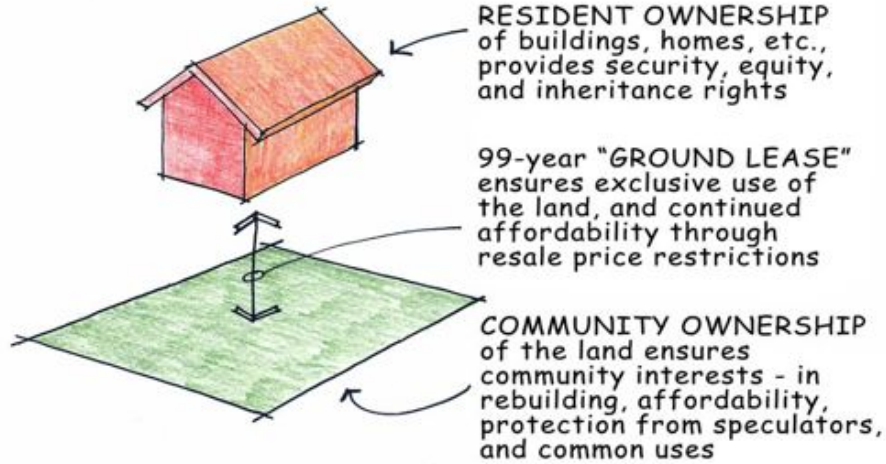 RESIDENT OWNERSHIP
of buildings, homes, etc.,
provides security, equity,
and inheritance rights
99-year “GROUND LEASE”
ensures exclusive use of
the land, and continued
affordability through
resale price restrictions
COMMUNITY OWNERSHIP
of the land ensures
community interests - in
rebuilding, affordability,
protection from speculators,
and common uses